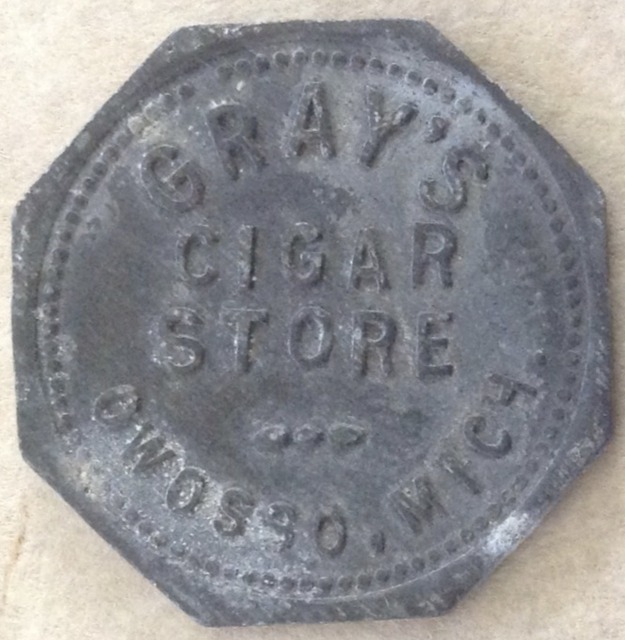 GRAY'S
CIGAR
STORE
OWOSSO, MICH.